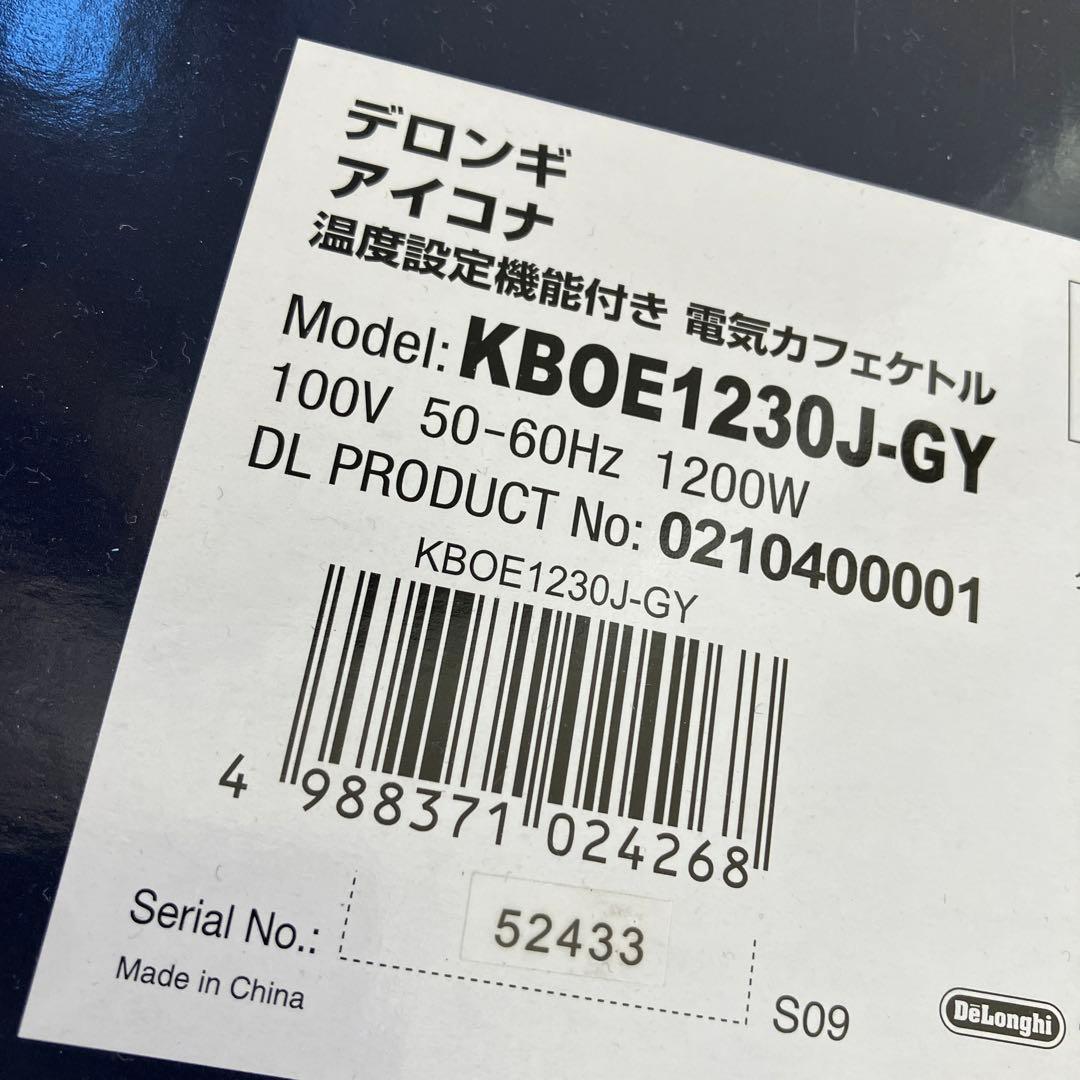 デロンギ
アイコナ
温度設定機能付き 電気カフェケトル
Model: KBOE1230J-GY
100V 50-60Hz 1200W
DL PRODUCT No: 0210400001
KBOE1230J-GY
4 988371 024268
Serial No.: 52433
Made in China
S09
DēLonghi